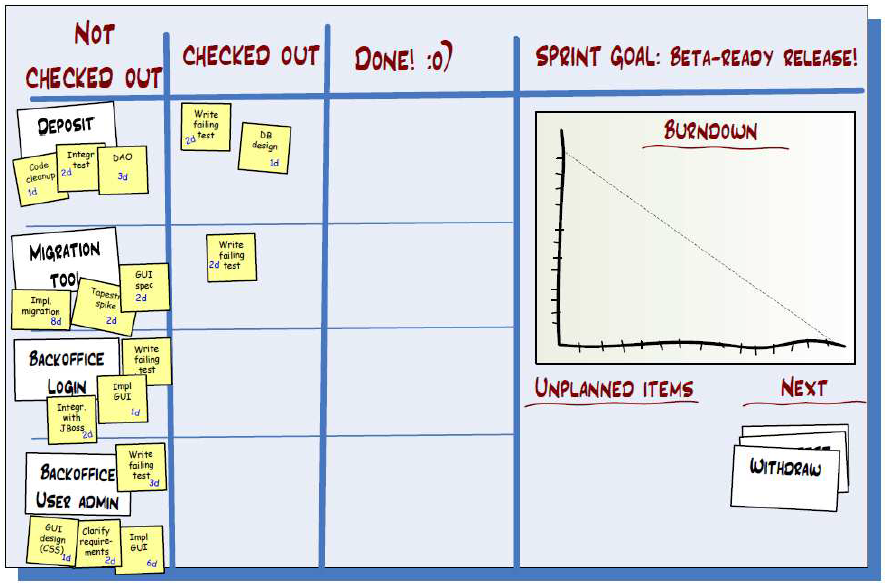 NOT
CHECKED OUT
CHECKED OUT
DONE! :O)
SPRINT GOAL: BETA-READY RELEASE!
DEPOSIT
Code
cleanup
1d
Integr
test
2d
DAO
3d
Write
failing
2d test
DB
design
1d
MIGRATION
TOOL
Impl.
migration
8d
Tapestry
spike
2d
GUI
spec
2d
Write
failing
2d test
BACKOFFICE
LOGIN
Write
failing
test
Impl
GUI
1d
Integr.
with
JBoss
2d
BACKOFFICE
USER ADMIN
Write
failing
test
3d
GUI
design
(CSS)
1d
Clarify
require-
ments
2d
Impl
GUI
6d
BURNDOWN
UNPLANNED ITEMS
NEXT
WITHDRAW